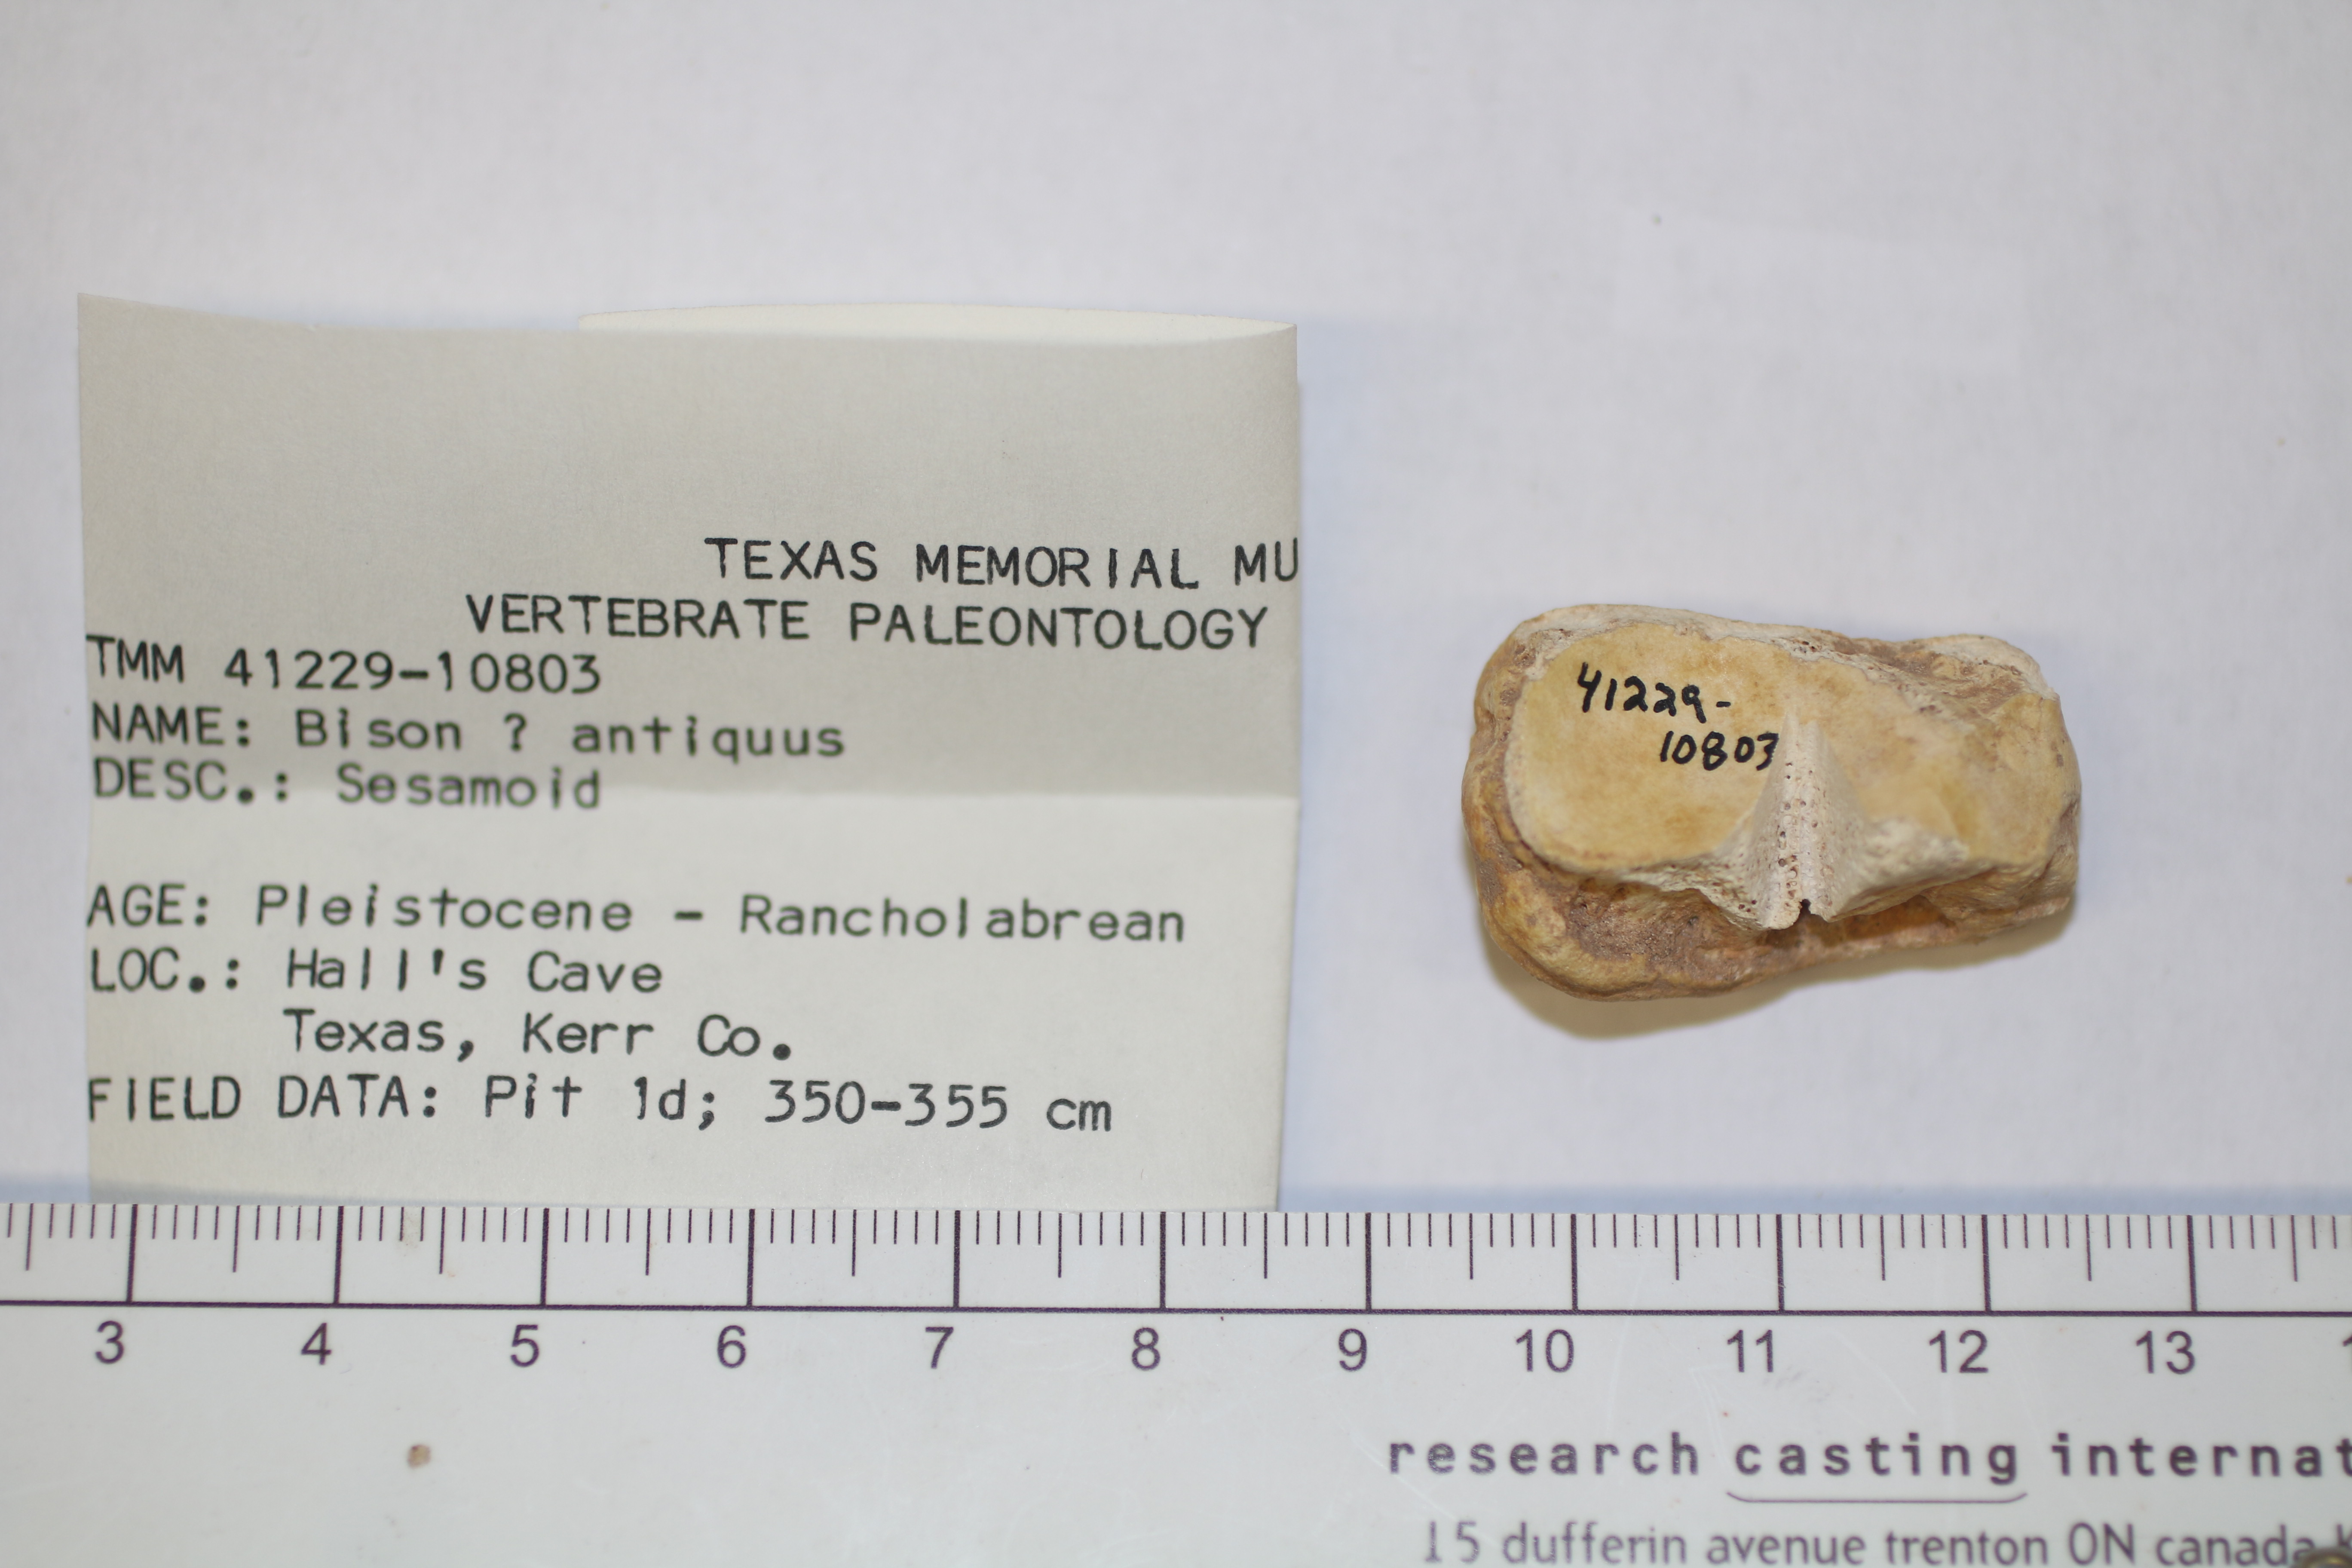 TEXAS MEMORIAL MU
VERTEBRATE PALEONTOLOGY
TMM 41229-10803
NAME: Bison ? antiquus
DESC.: Sesamoid
AGE: Pleistocene - Rancholabrean
LOC.: Hall's Cave
Texas, Kerr Co.
FIELD DATA: Pit 1d; 350-355 cm
41229-
10803
3 4 5 6 7 8 9 10 11 12 13
research casting internat
15 dufferin avenue trenton ON canada